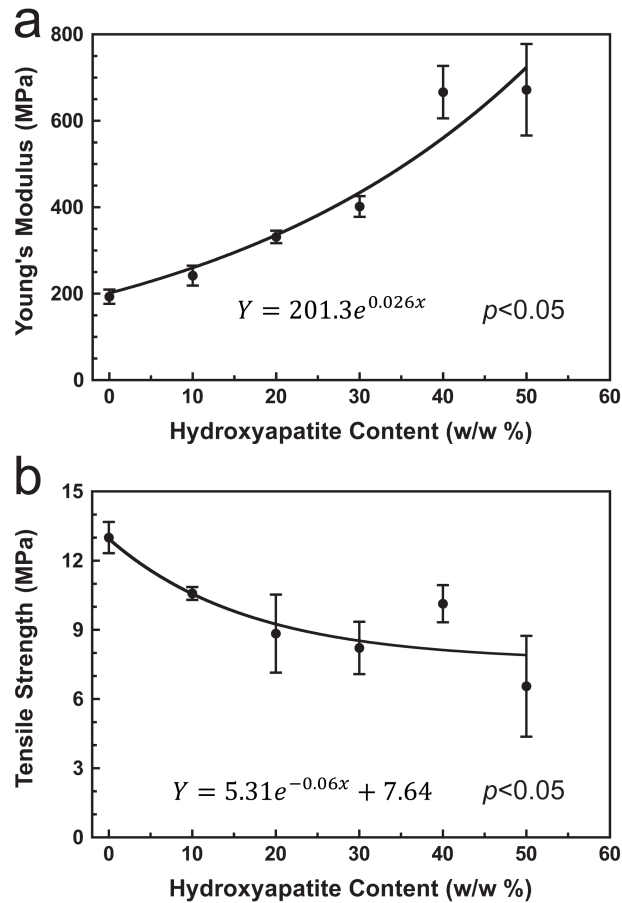 a
800
600
400
200
0
Young's Modulus (MPa)
Y = 201.3e^{0.026x} p<0.05
0 10 20 30 40 50 60
Hydroxyapatite Content (w/w %)
b
15
12
9
6
3
0
Tensile Strength (MPa)
Y = 5.31e^{−0.06x} + 7.64 p<0.05
0 10 20 30 40 50 60
Hydroxyapatite Content (w/w %)